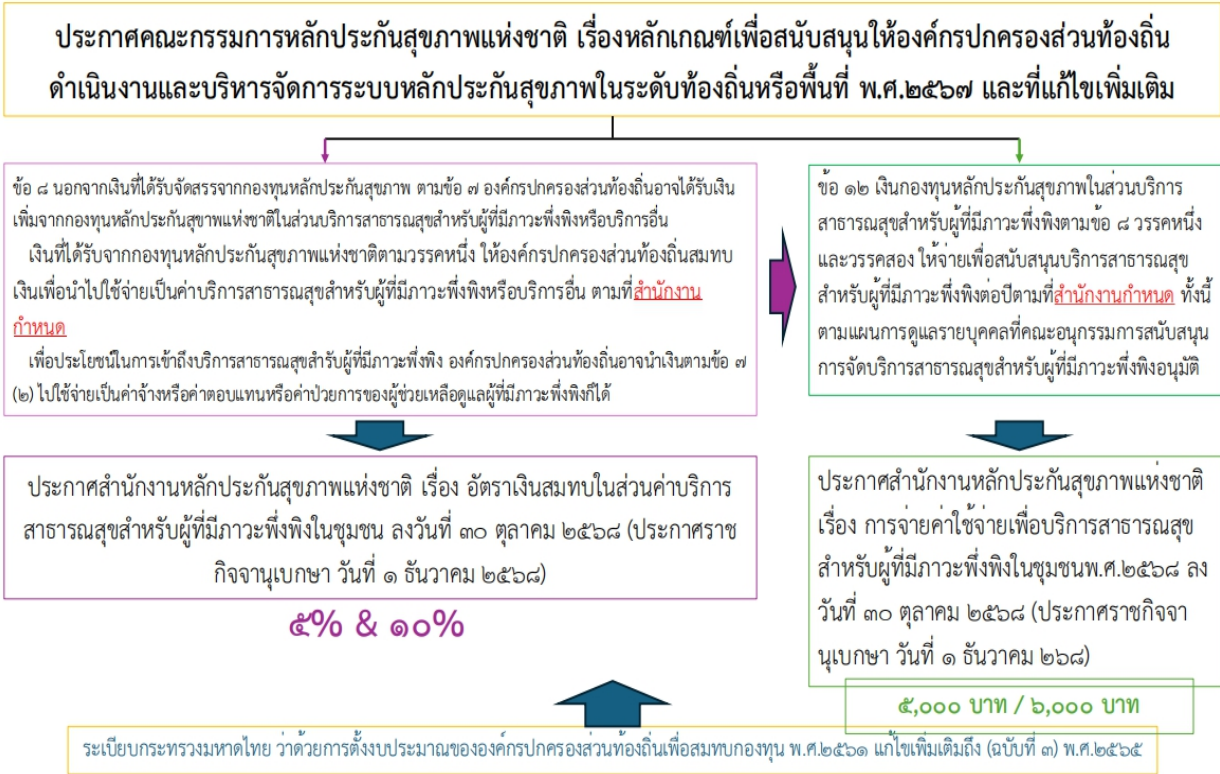 ประกาศคณะกรรมการหลักประกันสุขภาพแห่งชาติ เรื่องหลักเกณฑ์เพื่อสนับสนุนให้องค์กรปกครองส่วนท้องถิ่น
ดำเนินงานและบริหารจัดการระบบหลักประกันสุขภาพในระดับท้องถิ่นหรือพื้นที่ พ.ศ.๒๕๖๗ และที่แก้ไขเพิ่มเติม
ข้อ ๘ นอกจากเงินที่ได้รับจัดสรรจากกองทุนหลักประกันสุขภาพ ตามข้อ ๗ องค์กรปกครองส่วนท้องถิ่นอาจได้รับเงิน
เพิ่มจากกองทุนหลักประกันสุขาพแห่งชาติในส่วนบริการสาธารณสุขสำหรับผู้ที่มีภาวะพึ่งพิงหรือบริการอื่น
เงินที่ได้รับจากกองทุนหลักประกันสุขภาพแห่งชาติตามวรรคหนึ่ง ให้องค์กรปกครองส่วนท้องถิ่นสมทบ
เงินเพื่อนำไปใช้จ่ายเป็นค่าบริการสาธารณสุขสำหรับผู้ที่มีภาวะพึ่งพิงหรือบริการอื่น ตามที่สำนักงาน
กำหนด
เพื่อประโยชน์ในการเข้าถึงบริการสาธารณสุขสำรับผู้ที่มีภาวะพึ่งพิง องค์กรปกครองส่วนท้องถิ่นอาจนำเงินตามข้อ ๗
(๒) ไปใช้จ่ายเป็นค่าจ้างหรือค่าตอบแทนหรือค่าป่วยการของผู้ช่วยเหลือดูแลผู้ที่มีภาวะพึ่งพิงก็ได้
ข้อ ๑๒ เงินกองทุนหลักประกันสุขภาพในส่วนบริการ
สาธารณสุขสำหรับผู้ที่มีภาวะพึ่งพิงตามข้อ ๘ วรรคหนึ่ง
และวรรคสอง ให้จ่ายเพื่อสนับสนุนบริการสาธารณสุข
สำหรับผู้ที่มีภาวะพึ่งพิงต่อปีตามที่สำนักงานกำหนด ทั้งนี้
ตามแผนการดูแลรายบุคคลที่คณะอนุกรรมการสนับสนุน
การจัดบริการสาธารณสุขสำหรับผู้ที่มีภาวะพึ่งพิงอนุมัติ
ประกาศสำนักงานหลักประกันสุขภาพแห่งชาติ เรื่อง อัตราเงินสมทบในส่วนค่าบริการ
สาธารณสุขสำหรับผู้ที่มีภาวะพึ่งพิงในชุมชน ลงวันที่ ๓๐ ตุลาคม ๒๕๖๘ (ประกาศราช
กิจจานุเบกษา วันที่ ๑ ธันวาคม ๒๕๖๘)
๕% & ๑๐%
ประกาศสำนักงานหลักประกันสุขภาพแห่งชาติ
เรื่อง การจ่ายค่าใช้จ่ายเพื่อบริการสาธารณสุข
สำหรับผู้ที่มีภาวะพึ่งพิงในชุมชนพ.ศ.๒๕๖๘ ลง
วันที่ ๓๐ ตุลาคม ๒๕๖๘ (ประกาศราชกิจจา
นุเบกษา วันที่ ๑ ธันวาคม ๒๖๘)
๕,๐๐๐ บาท / ๖,๐๐๐ บาท
ระเบียบกระทรวงมหาดไทย ว่าด้วยการตั้งงบประมาณขององค์กรปกครองส่วนท้องถิ่นเพื่อสมทบกองทุน พ.ศ.๒๕๖๑ แก้ไขเพิ่มเติมถึง (ฉบับที่ ๓) พ.ศ.๒๕๖๕